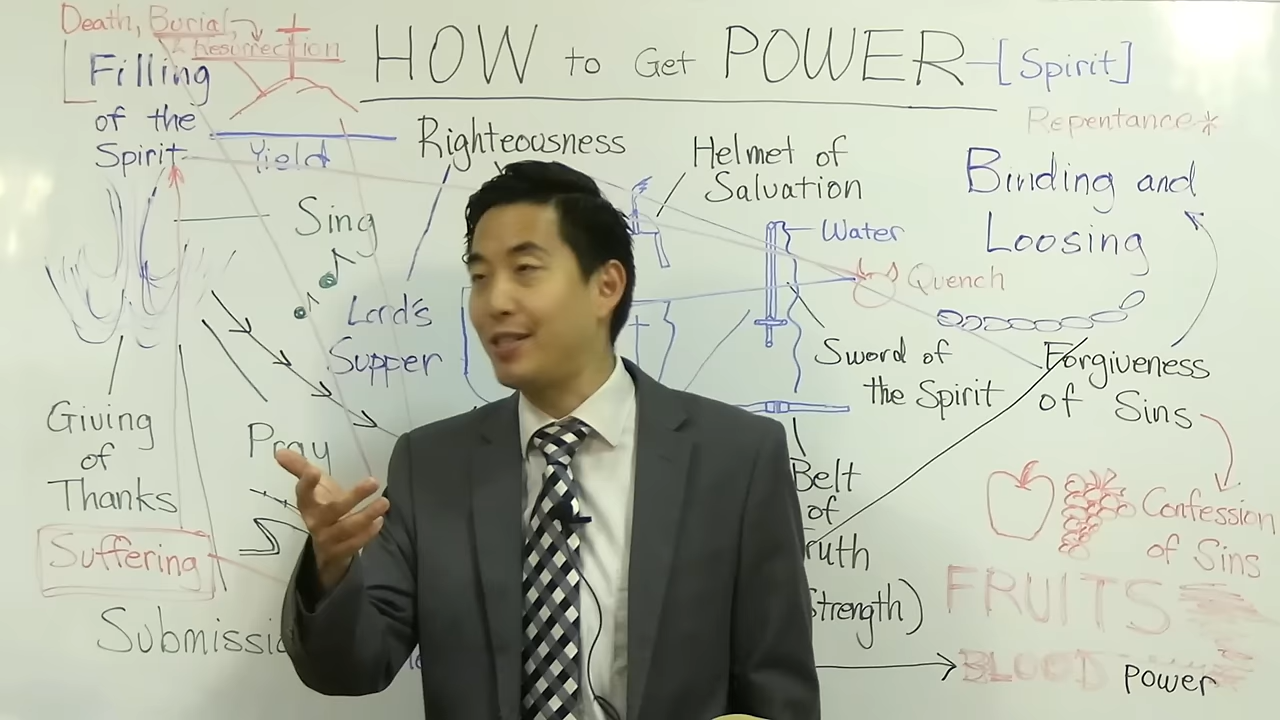 Death, Burial,
& Resurrection
HOW to Get POWER-[Spirit]
Filling
of the
Spirit
Yield
Righteousness
Helmet of
Salvation
Repentance*
Binding and
Loosing
Sing
Water
Quench
Lord's
Supper
Sword of
the Spirit
Forgiveness
of Sins
Giving
of
Thanks
Pray
Belt
of
ruth
Strength)
Confession
of Sins
FRUITS
Suffering
Submissi
BLOOD Power